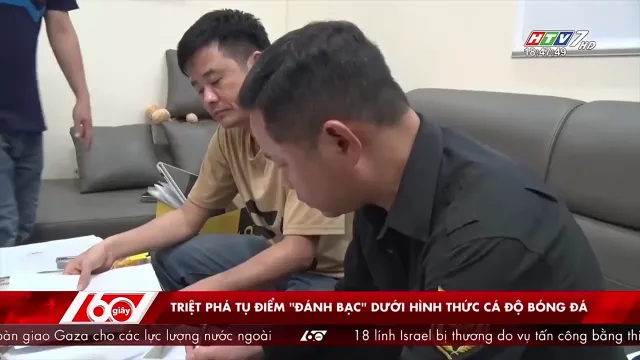 HTV7 HD
18:47:49
60 giây
TRIỆT PHÁ TỤ ĐIỂM "ĐÁNH BẠC" DƯỚI HÌNH THỨC CÁ ĐỘ BÓNG ĐÁ
àn giao Gaza cho các lực lượng nước ngoài 60 giây 18 lính Israel bị thương do vụ tấn công bằng th